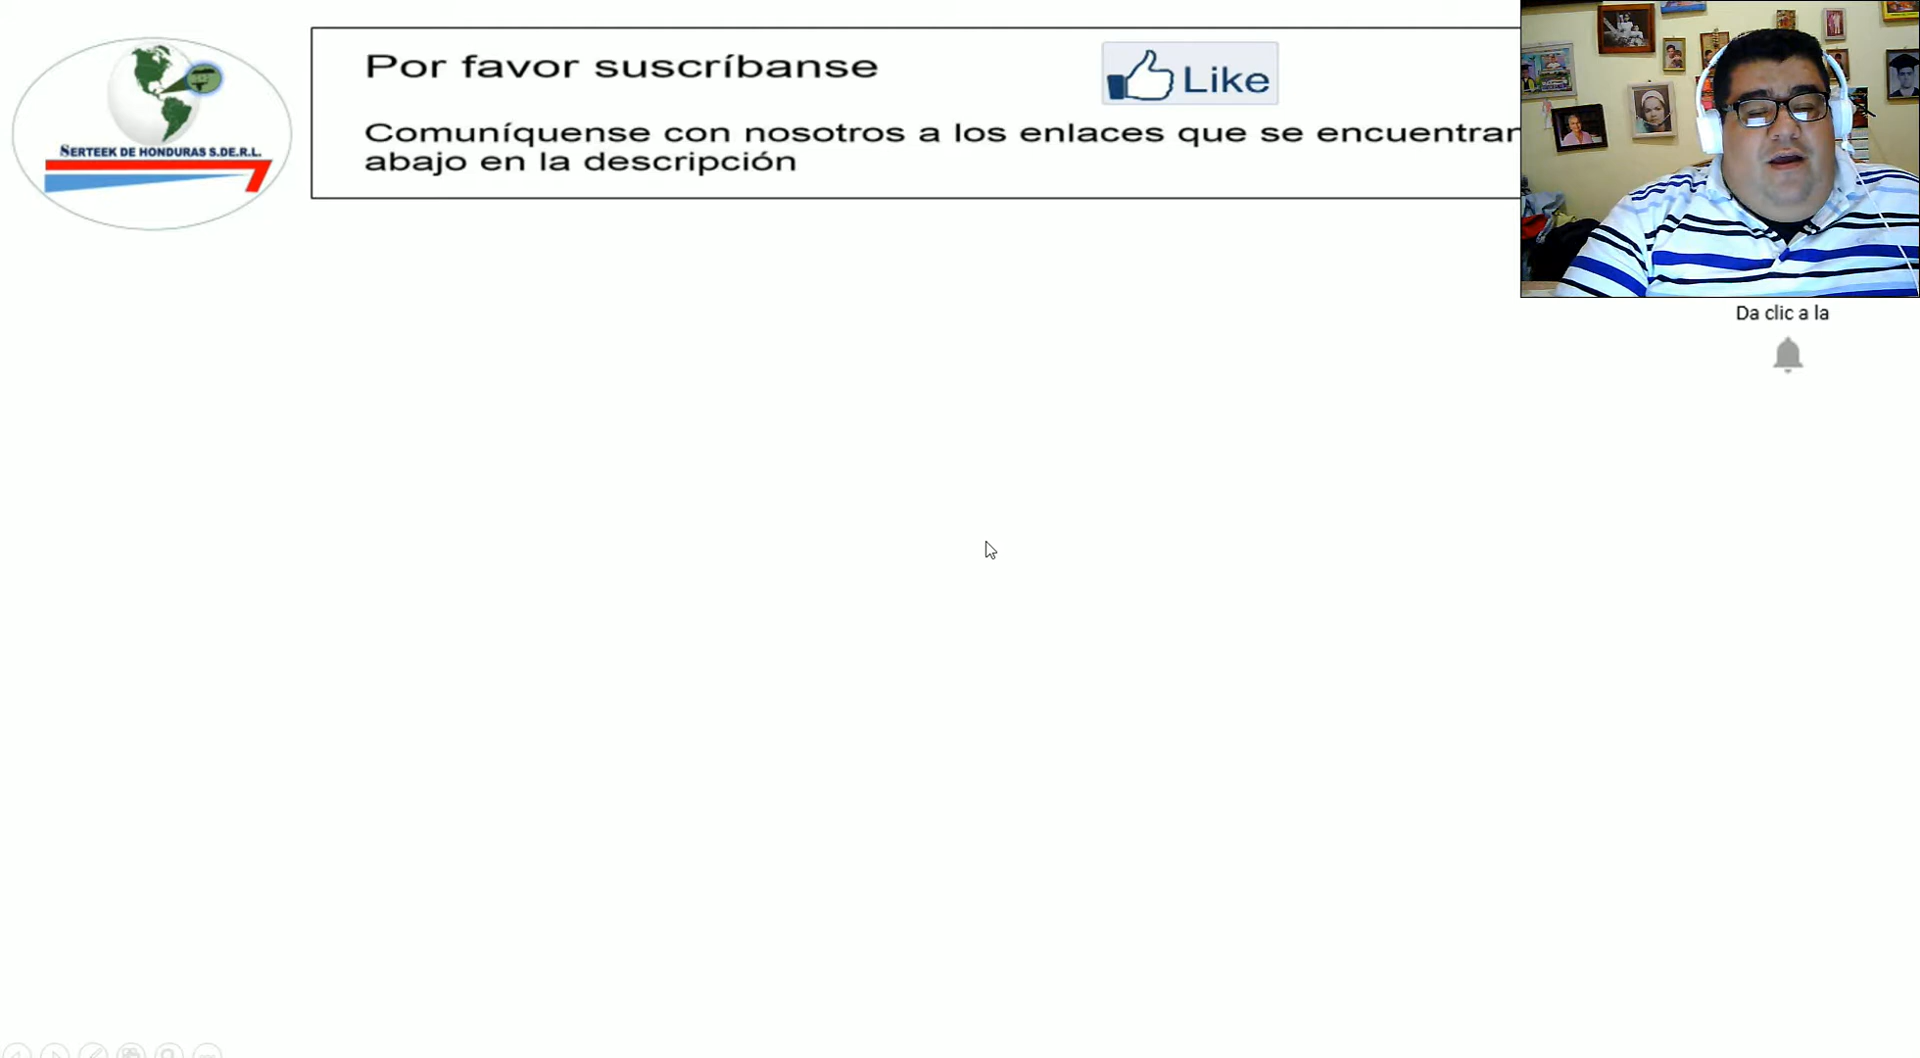 Por favor suscríbanse
Like
Comuníquense con nosotros a los enlaces que se encuentran
abajo en la descripción
SERTEEK DE HONDURAS S.DE.R.L.
Da clic a la